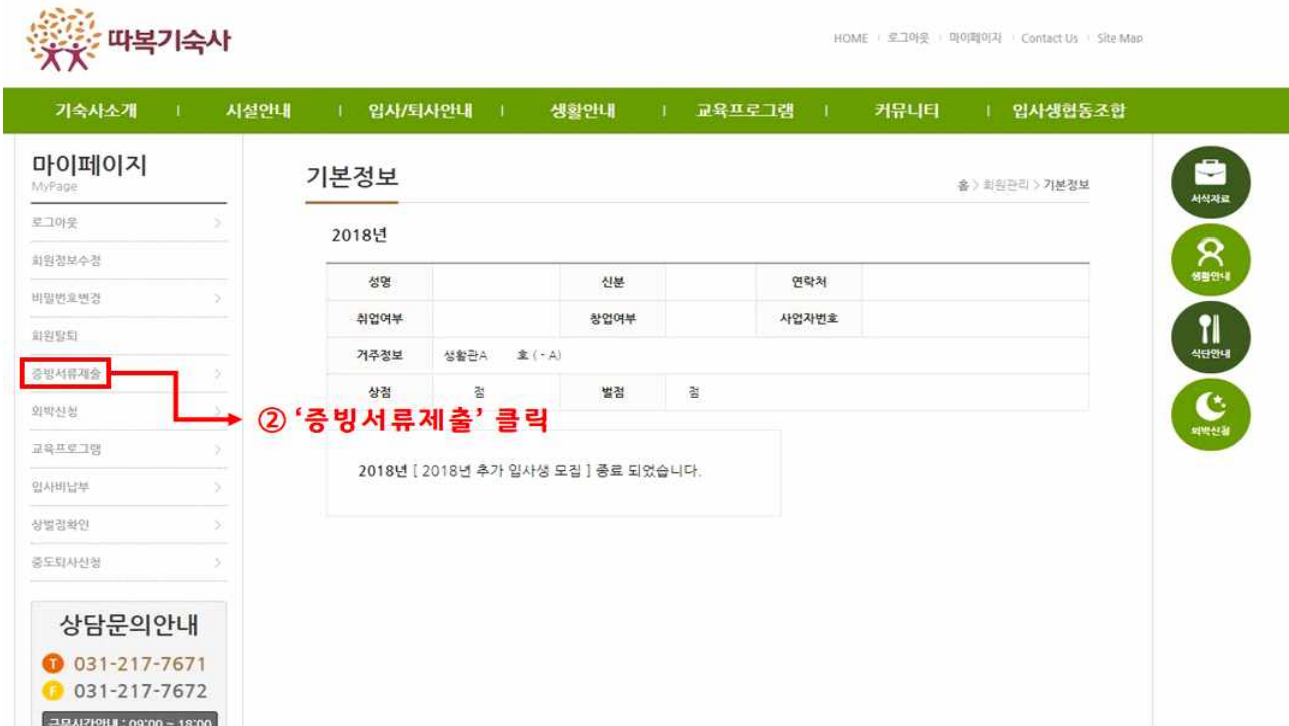 따복기숙사
HOME 로그아웃 마이페이지 Contact Us Site Map
기숙사소개 시설안내 입사/퇴사안내 생활안내 교육프로그램 커뮤니티 입사생협동조합
마이페이지
MyPage
로그아웃
회원정보수정
비밀번호변경
회원탈퇴
증빙서류제출
외박신청
교육프로그램
입사비납부
상벌점확인
중도퇴사신청
상담문의안내
T 031-217-7671
F 031-217-7672
근무시간안내 : 09:00 ~ 18:00
기본정보
홈 > 회원관리 > 기본정보
2018년
성명 신분 연락처
취업여부 창업여부 사업자번호
거주정보 생활관A 호 ( - A)
상점 점 벌점 점
② ‘증빙서류제출’ 클릭
2018년 [ 2018년 추가 입사생 모집 ] 종료 되었습니다.
서식자료
생활안내
식단안내
외박신청